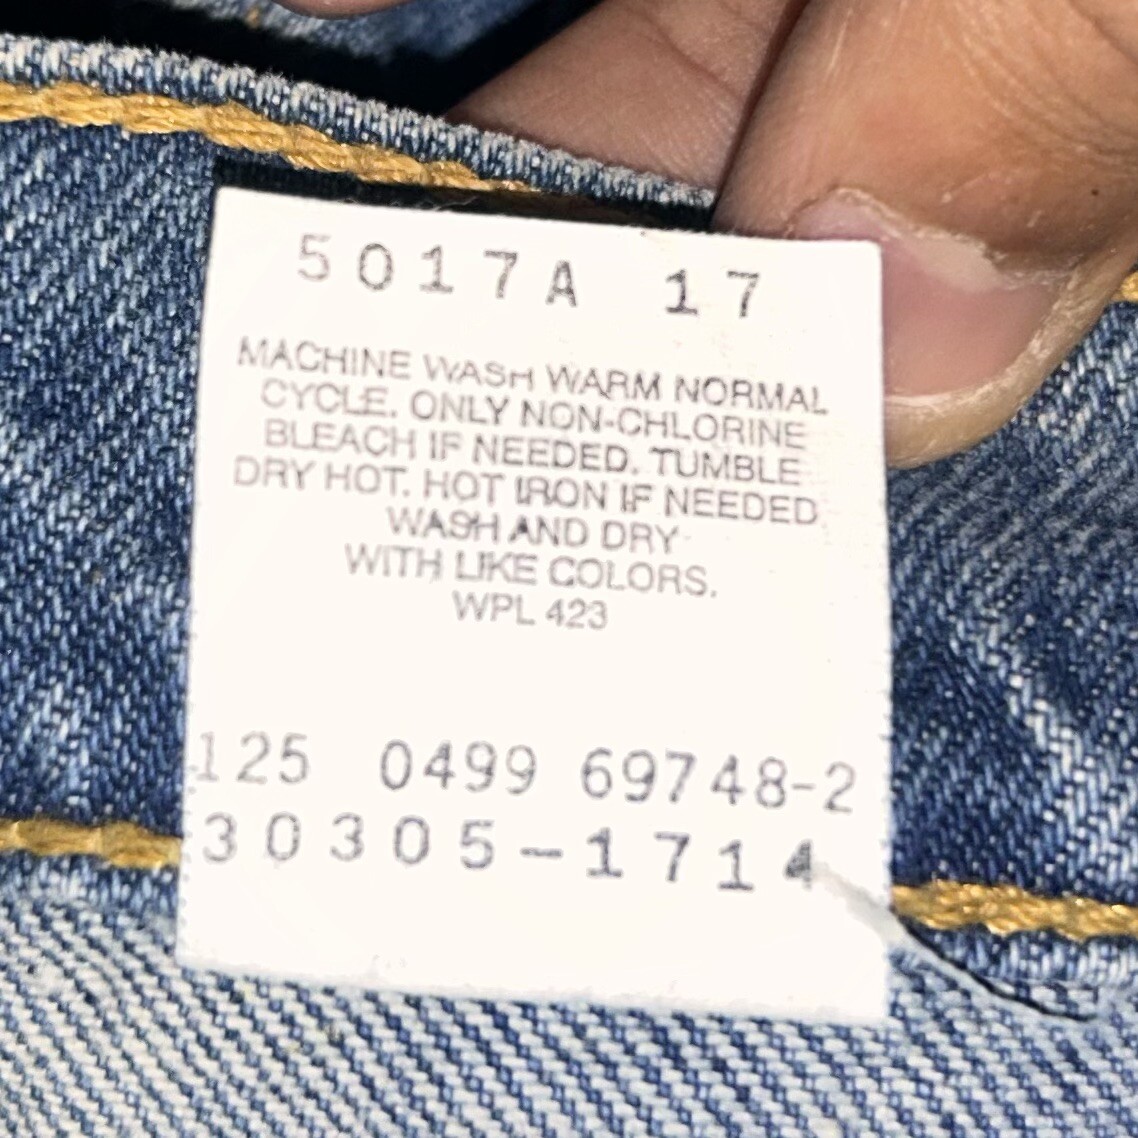 5017A 17
MACHINE WASH WARM NORMAL
CYCLE. ONLY NON-CHLORINE
BLEACH IF NEEDED. TUMBLE
DRY HOT. HOT IRON IF NEEDED
WASH AND DRY
WITH LIKE COLORS.
WPL 423
125 0499 69748-2
30305-1714